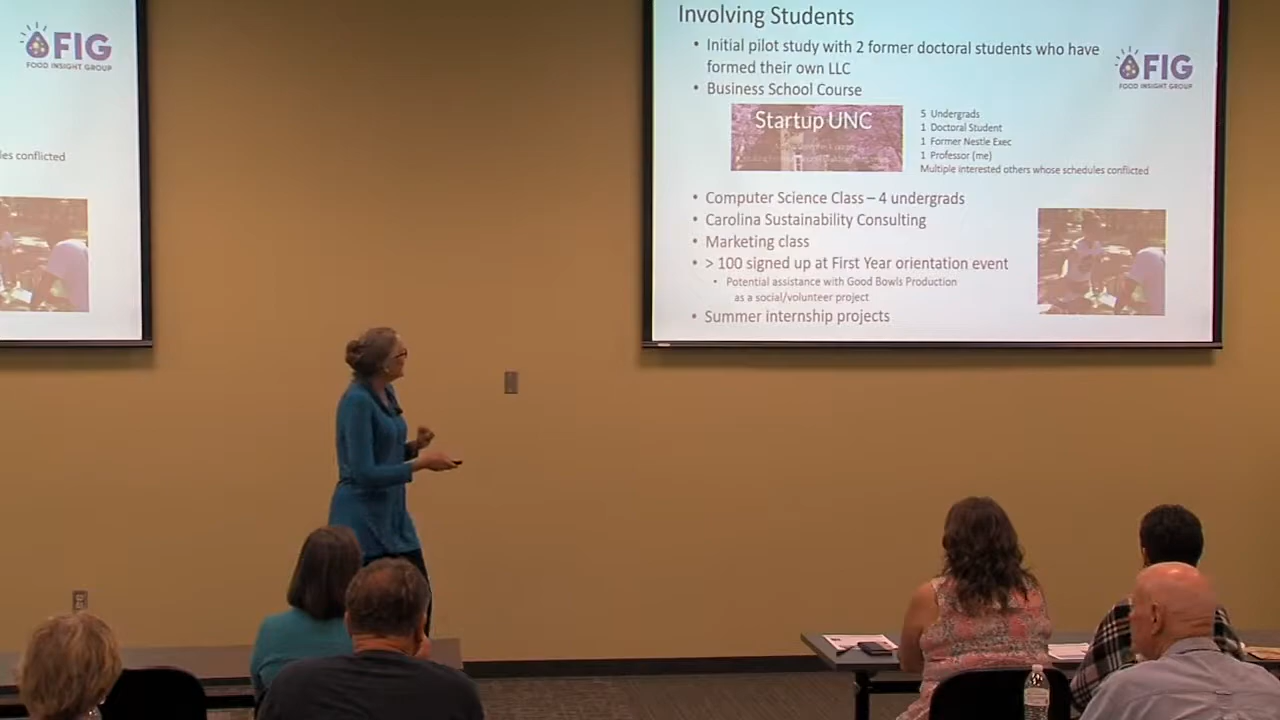 FIG
FOOD INSIGHT GROUP
les conflicted
Involving Students
• Initial pilot study with 2 former doctoral students who have
formed their own LLC
• Business School Course
FIG
FOOD INSIGHT GROUP
Startup UNC
5 Undergrads
1 Doctoral Student
1 Former Nestle Exec
1 Professor (me)
Multiple interested others whose schedules conflicted
• Computer Science Class – 4 undergrads
• Carolina Sustainability Consulting
• Marketing class
• > 100 signed up at First Year orientation event
• Potential assistance with Good Bowls Production
as a social/volunteer project
• Summer internship projects